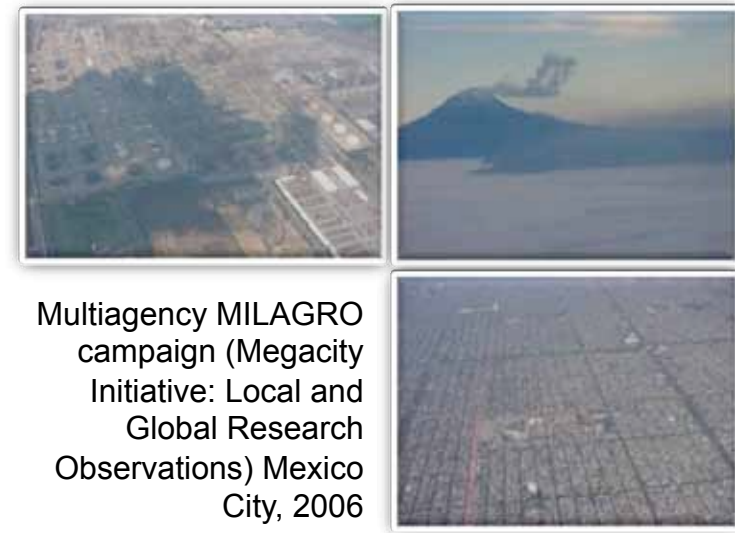 Multiagency MILAGRO
campaign (Megacity
Initiative: Local and
Global Research
Observations) Mexico
City, 2006